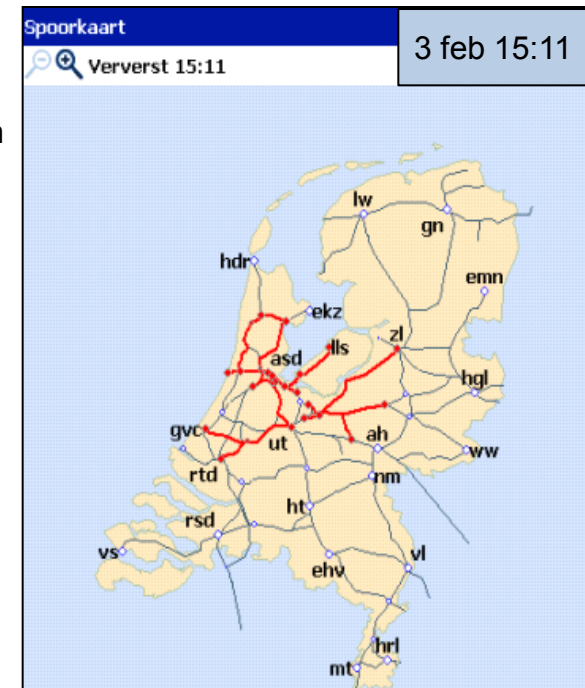 Spoorkaart
3 feb 15:11
Ververst 15:11
n
lw
gn
hdr
emn
ekz
asd
lls
zl
hgl
gvc
ut
ah
ww
rtd
nm
ht
rsd
vs
ehv
vl
hrl
mt